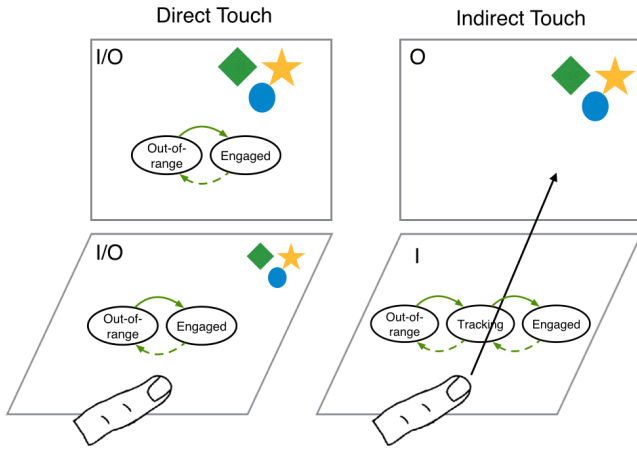 Direct Touch
Indirect Touch
I/O
Out-of-
range
Engaged
O
I/O
Out-of-
range
Engaged
I
Out-of-
range
Tracking
Engaged